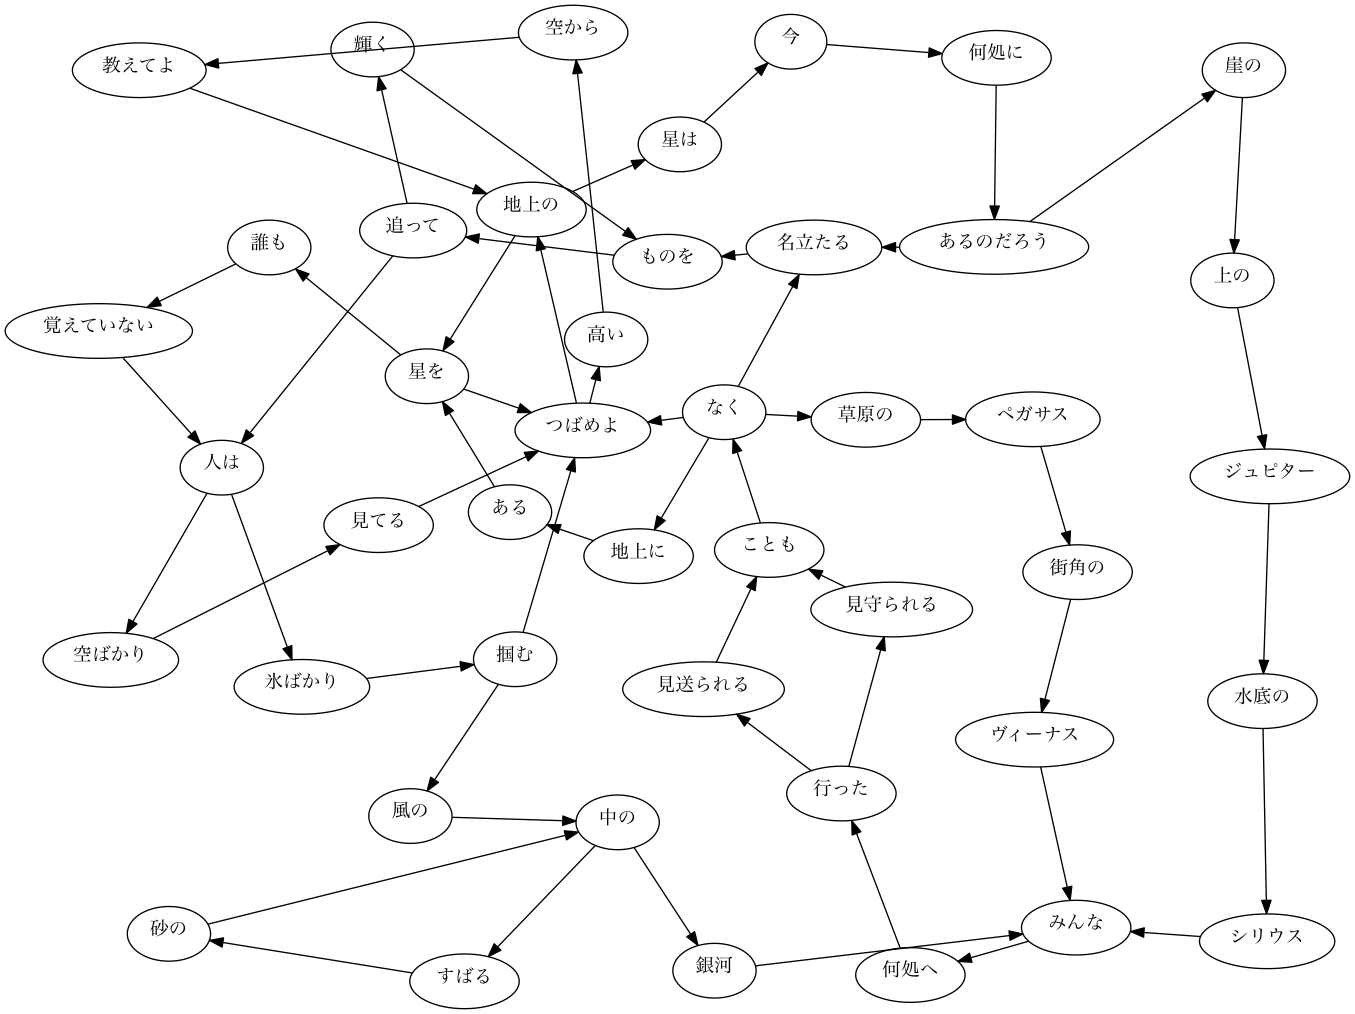 空から
輝く
今
何処に
教えてよ
崖の
星は
地上の
追って
誰も
ものを
名立たる
あるのだろう
上の
覚えていない
高い
星を
なく
つばめよ
草原の
ペガサス
人は
ジュピター
見てる
ある
地上に
ことも
街角の
見守られる
空ばかり
氷ばかり
掴む
見送られる
水底の
ヴィーナス
行った
風の
中の
砂の
みんな
シリウス
すばる
銀河
何処へ